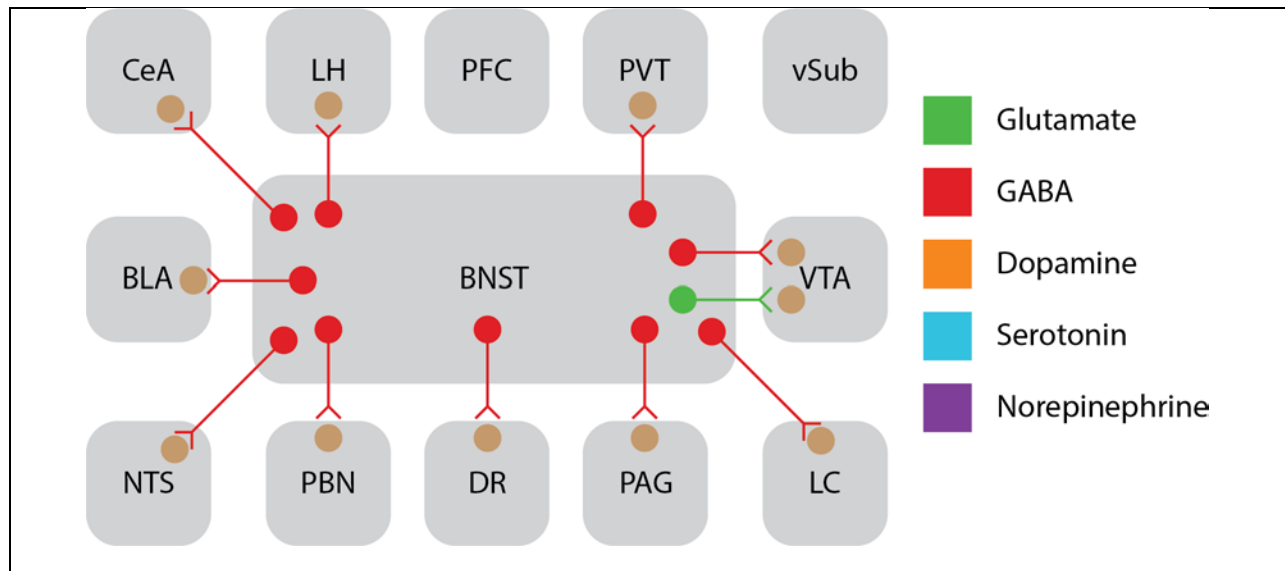 CeA
LH
PFC
PVT
vSub
Glutamate
GABA
BLA
BNST
VTA
Dopamine
Serotonin
Norepinephrine
NTS
PBN
DR
PAG
LC